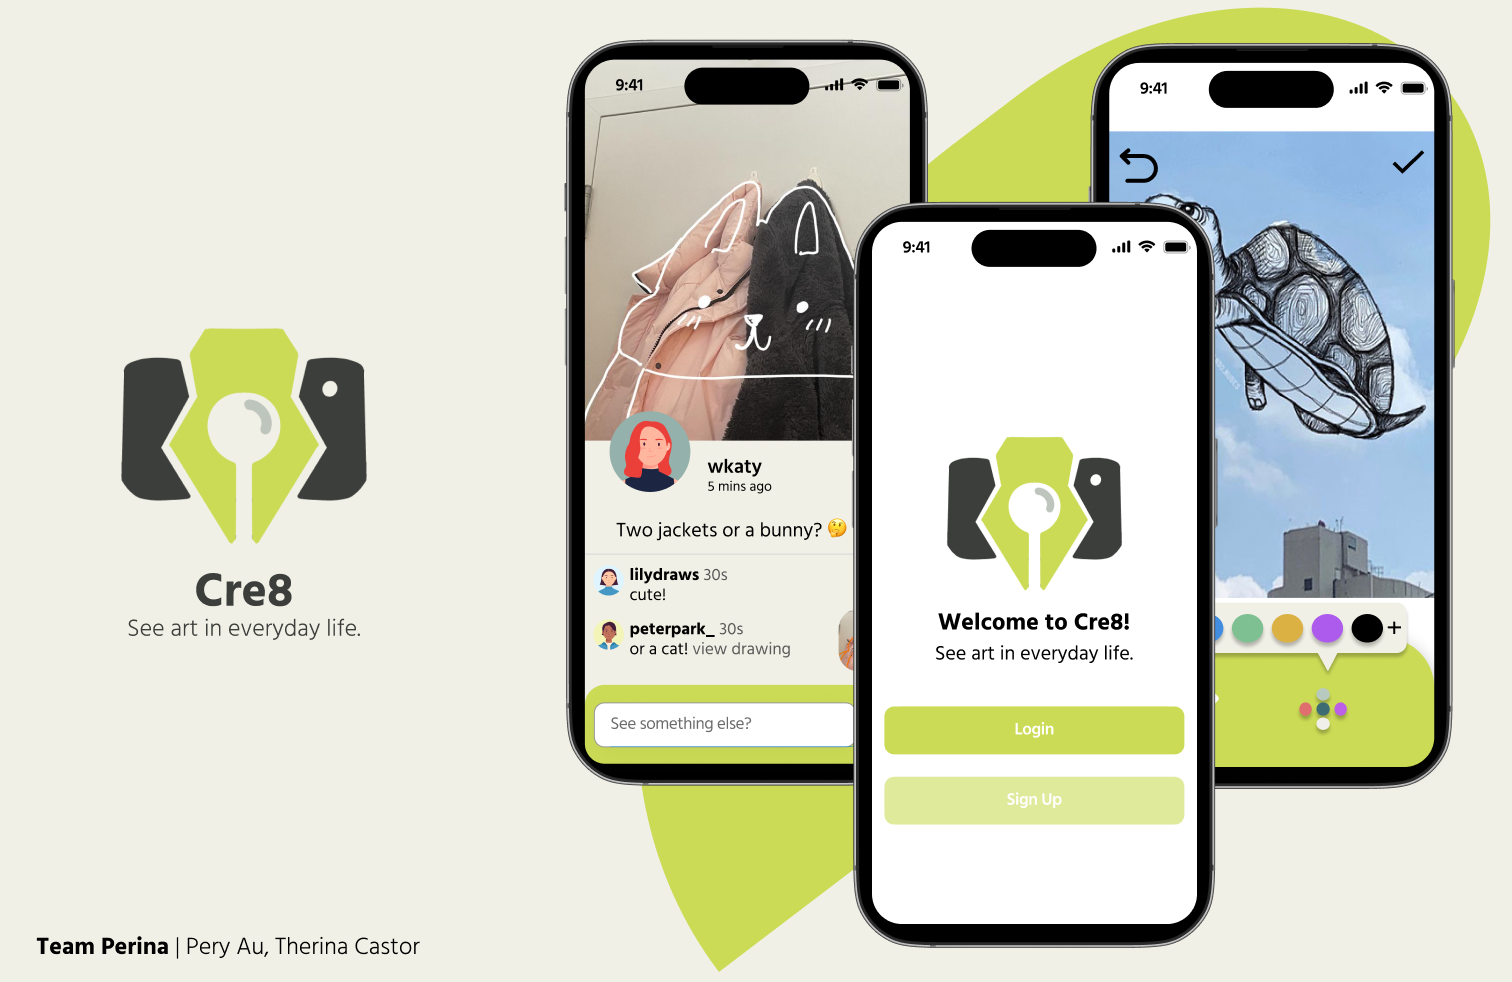 Cre8
See art in everyday life.
Team Perina | Pery Au, Therina Castor
9:41
wkaty
5 mins ago
Two jackets or a bunny? 🤔
lilydraws 30s
cute!
peterpark_ 30s
or a cat! view drawing
See something else?
9:41
Welcome to Cre8!
See art in everyday life.
Login
Sign Up
9:41